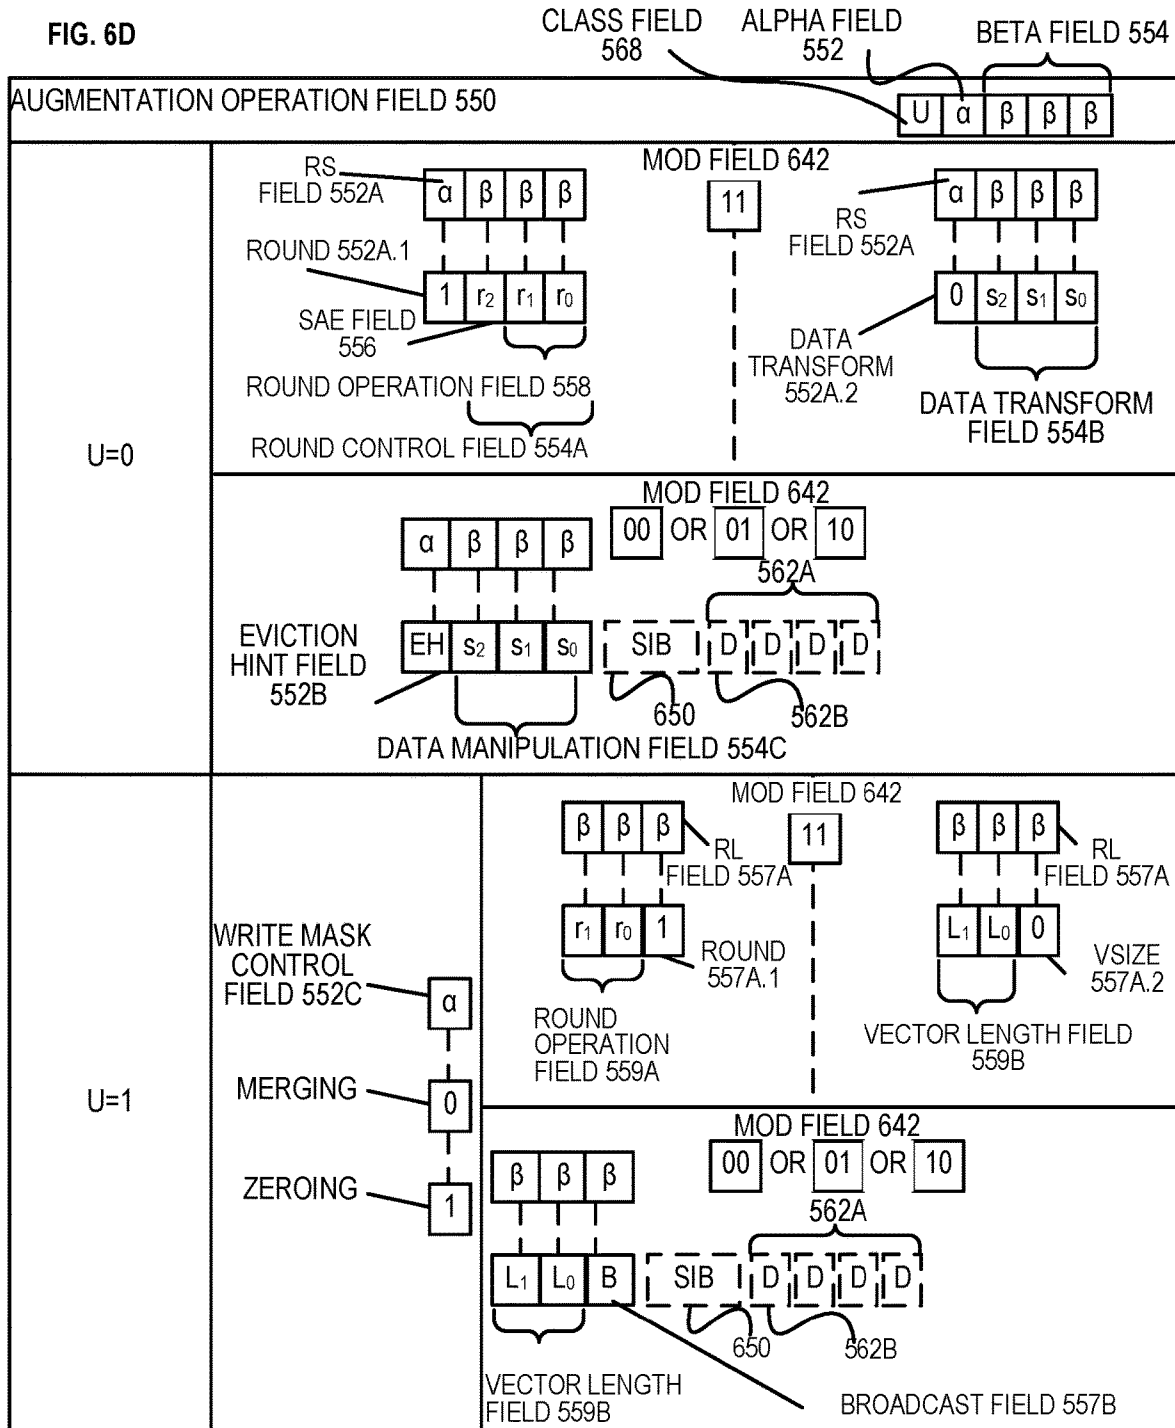 FIG. 6D
CLASS FIELD
568
ALPHA FIELD
552
BETA FIELD 554
AUGMENTATION OPERATION FIELD 550
U α β β β
U=0
RS
FIELD 552A
α β β β
ROUND 552A.1
1 r2 r1 r0
SAE FIELD
556
ROUND OPERATION FIELD 558
ROUND CONTROL FIELD 554A
MOD FIELD 642
11
α β β β
RS
FIELD 552A
0 s2 s1 s0
DATA
TRANSFORM
552A.2
DATA TRANSFORM
FIELD 554B
MOD FIELD 642
00 OR 01 OR 10
α β β β
562A
EVICTION
HINT FIELD
552B
EH s2 s1 s0 SIB D D D D
650
562B
DATA MANIPULATION FIELD 554C
U=1
WRITE MASK
CONTROL
FIELD 552C
α
MERGING
0
ZEROING
1
MOD FIELD 642
11
β β β
RL
FIELD 557A
r1 r0 1
ROUND
557A.1
ROUND
OPERATION
FIELD 559A
β β β
RL
FIELD 557A
L1 L0 0
VSIZE
557A.2
VECTOR LENGTH FIELD
559B
MOD FIELD 642
00 OR 01 OR 10
β β β
562A
L1 L0 B SIB D D D D
650
562B
VECTOR LENGTH
FIELD 559B
BROADCAST FIELD 557B